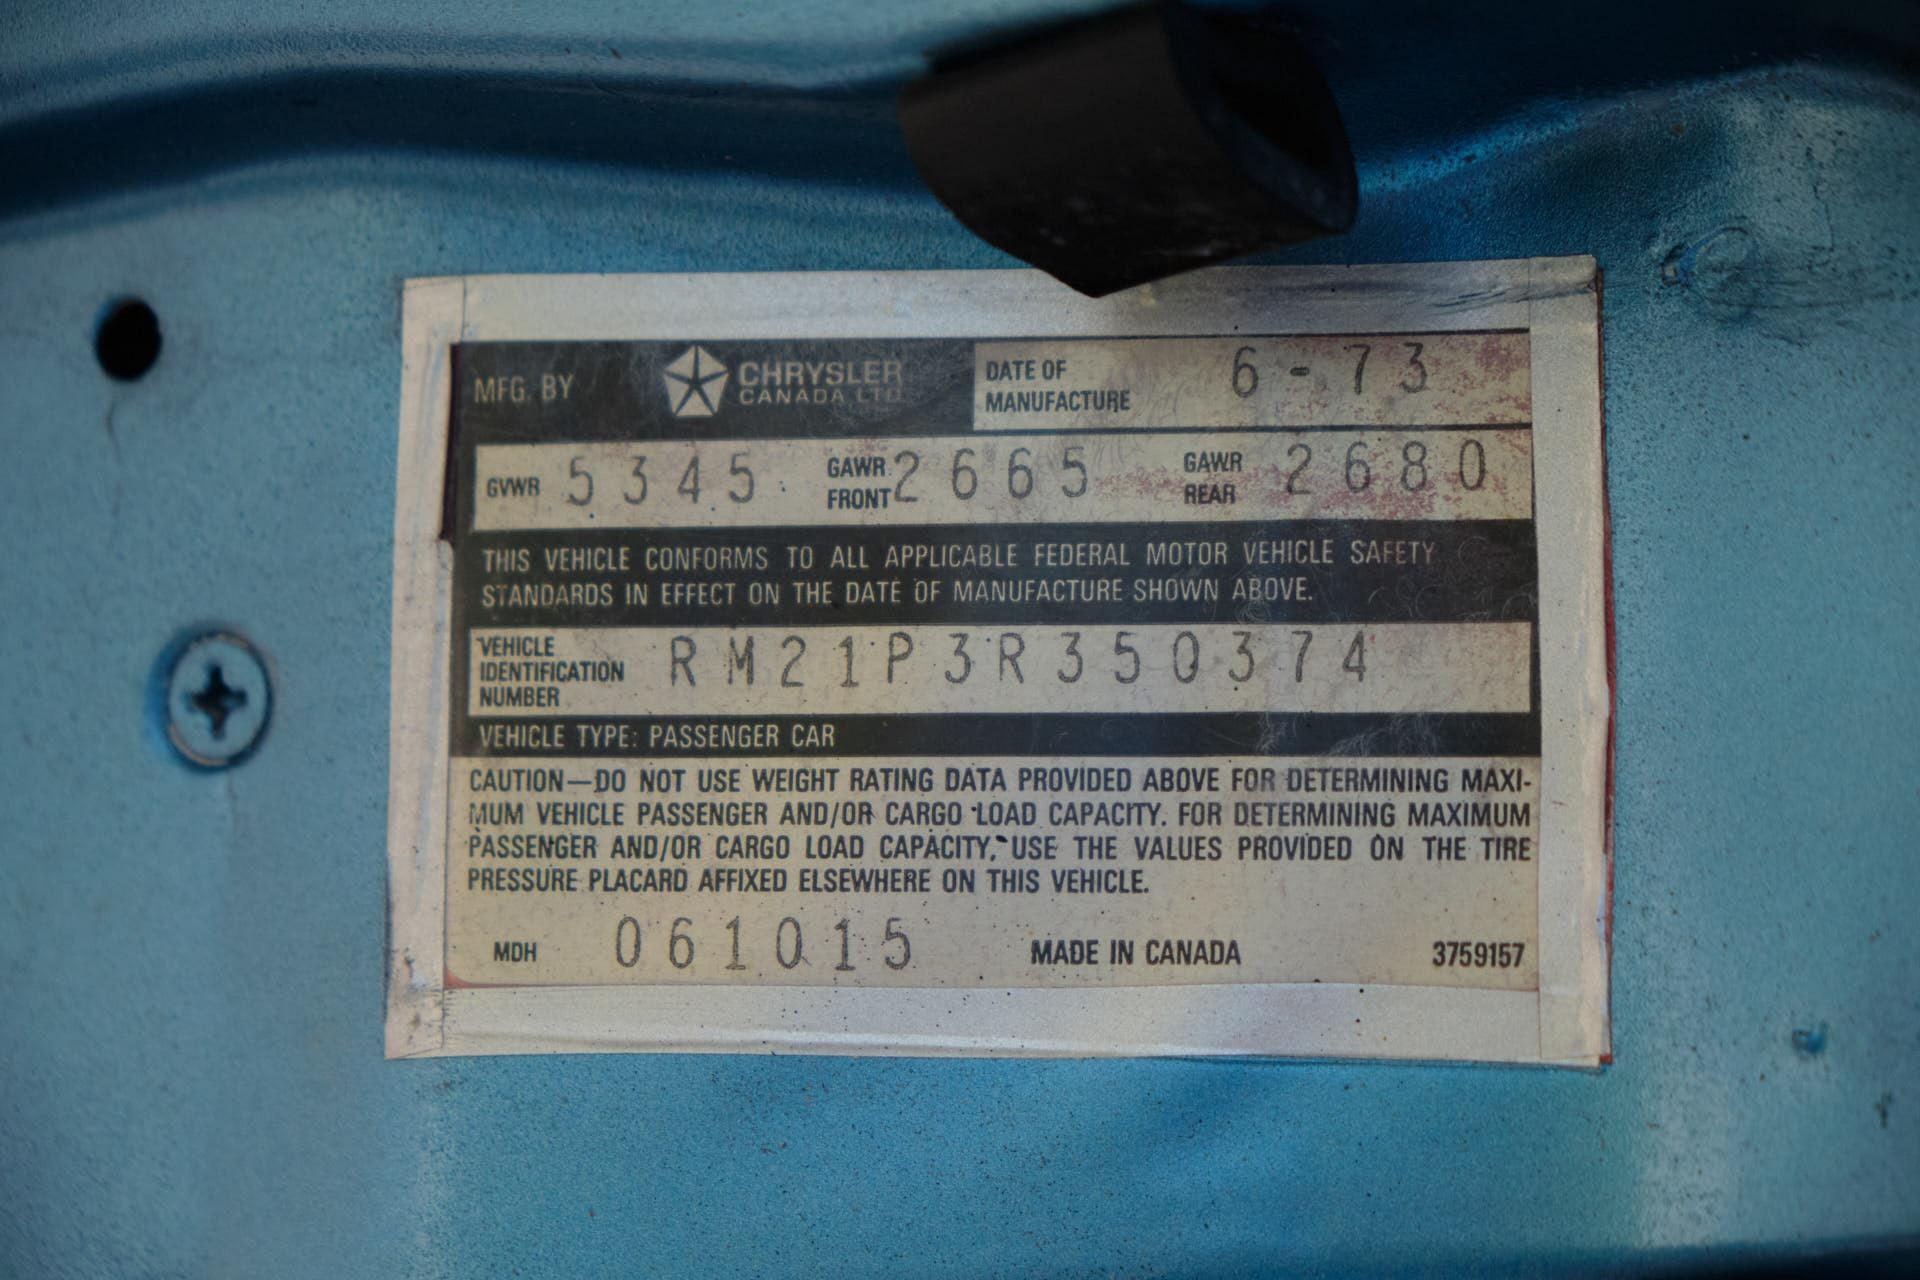 MFG. BY CHRYSLER CANADA LTD. DATE OF MANUFACTURE 6-73
GVWR 5345 GAWR FRONT 2665 GAWR REAR 2680
THIS VEHICLE CONFORMS TO ALL APPLICABLE FEDERAL MOTOR VEHICLE SAFETY
STANDARDS IN EFFECT ON THE DATE OF MANUFACTURE SHOWN ABOVE.
VEHICLE IDENTIFICATION NUMBER RM21P3R350374
VEHICLE TYPE: PASSENGER CAR
CAUTION—DO NOT USE WEIGHT RATING DATA PROVIDED ABOVE FOR DETERMINING MAXI-
MUM VEHICLE PASSENGER AND/OR CARGO LOAD CAPACITY. FOR DETERMINING MAXIMUM
PASSENGER AND/OR CARGO LOAD CAPACITY, USE THE VALUES PROVIDED ON THE TIRE
PRESSURE PLACARD AFFIXED ELSEWHERE ON THIS VEHICLE.
MDH 061015 MADE IN CANADA 3759157